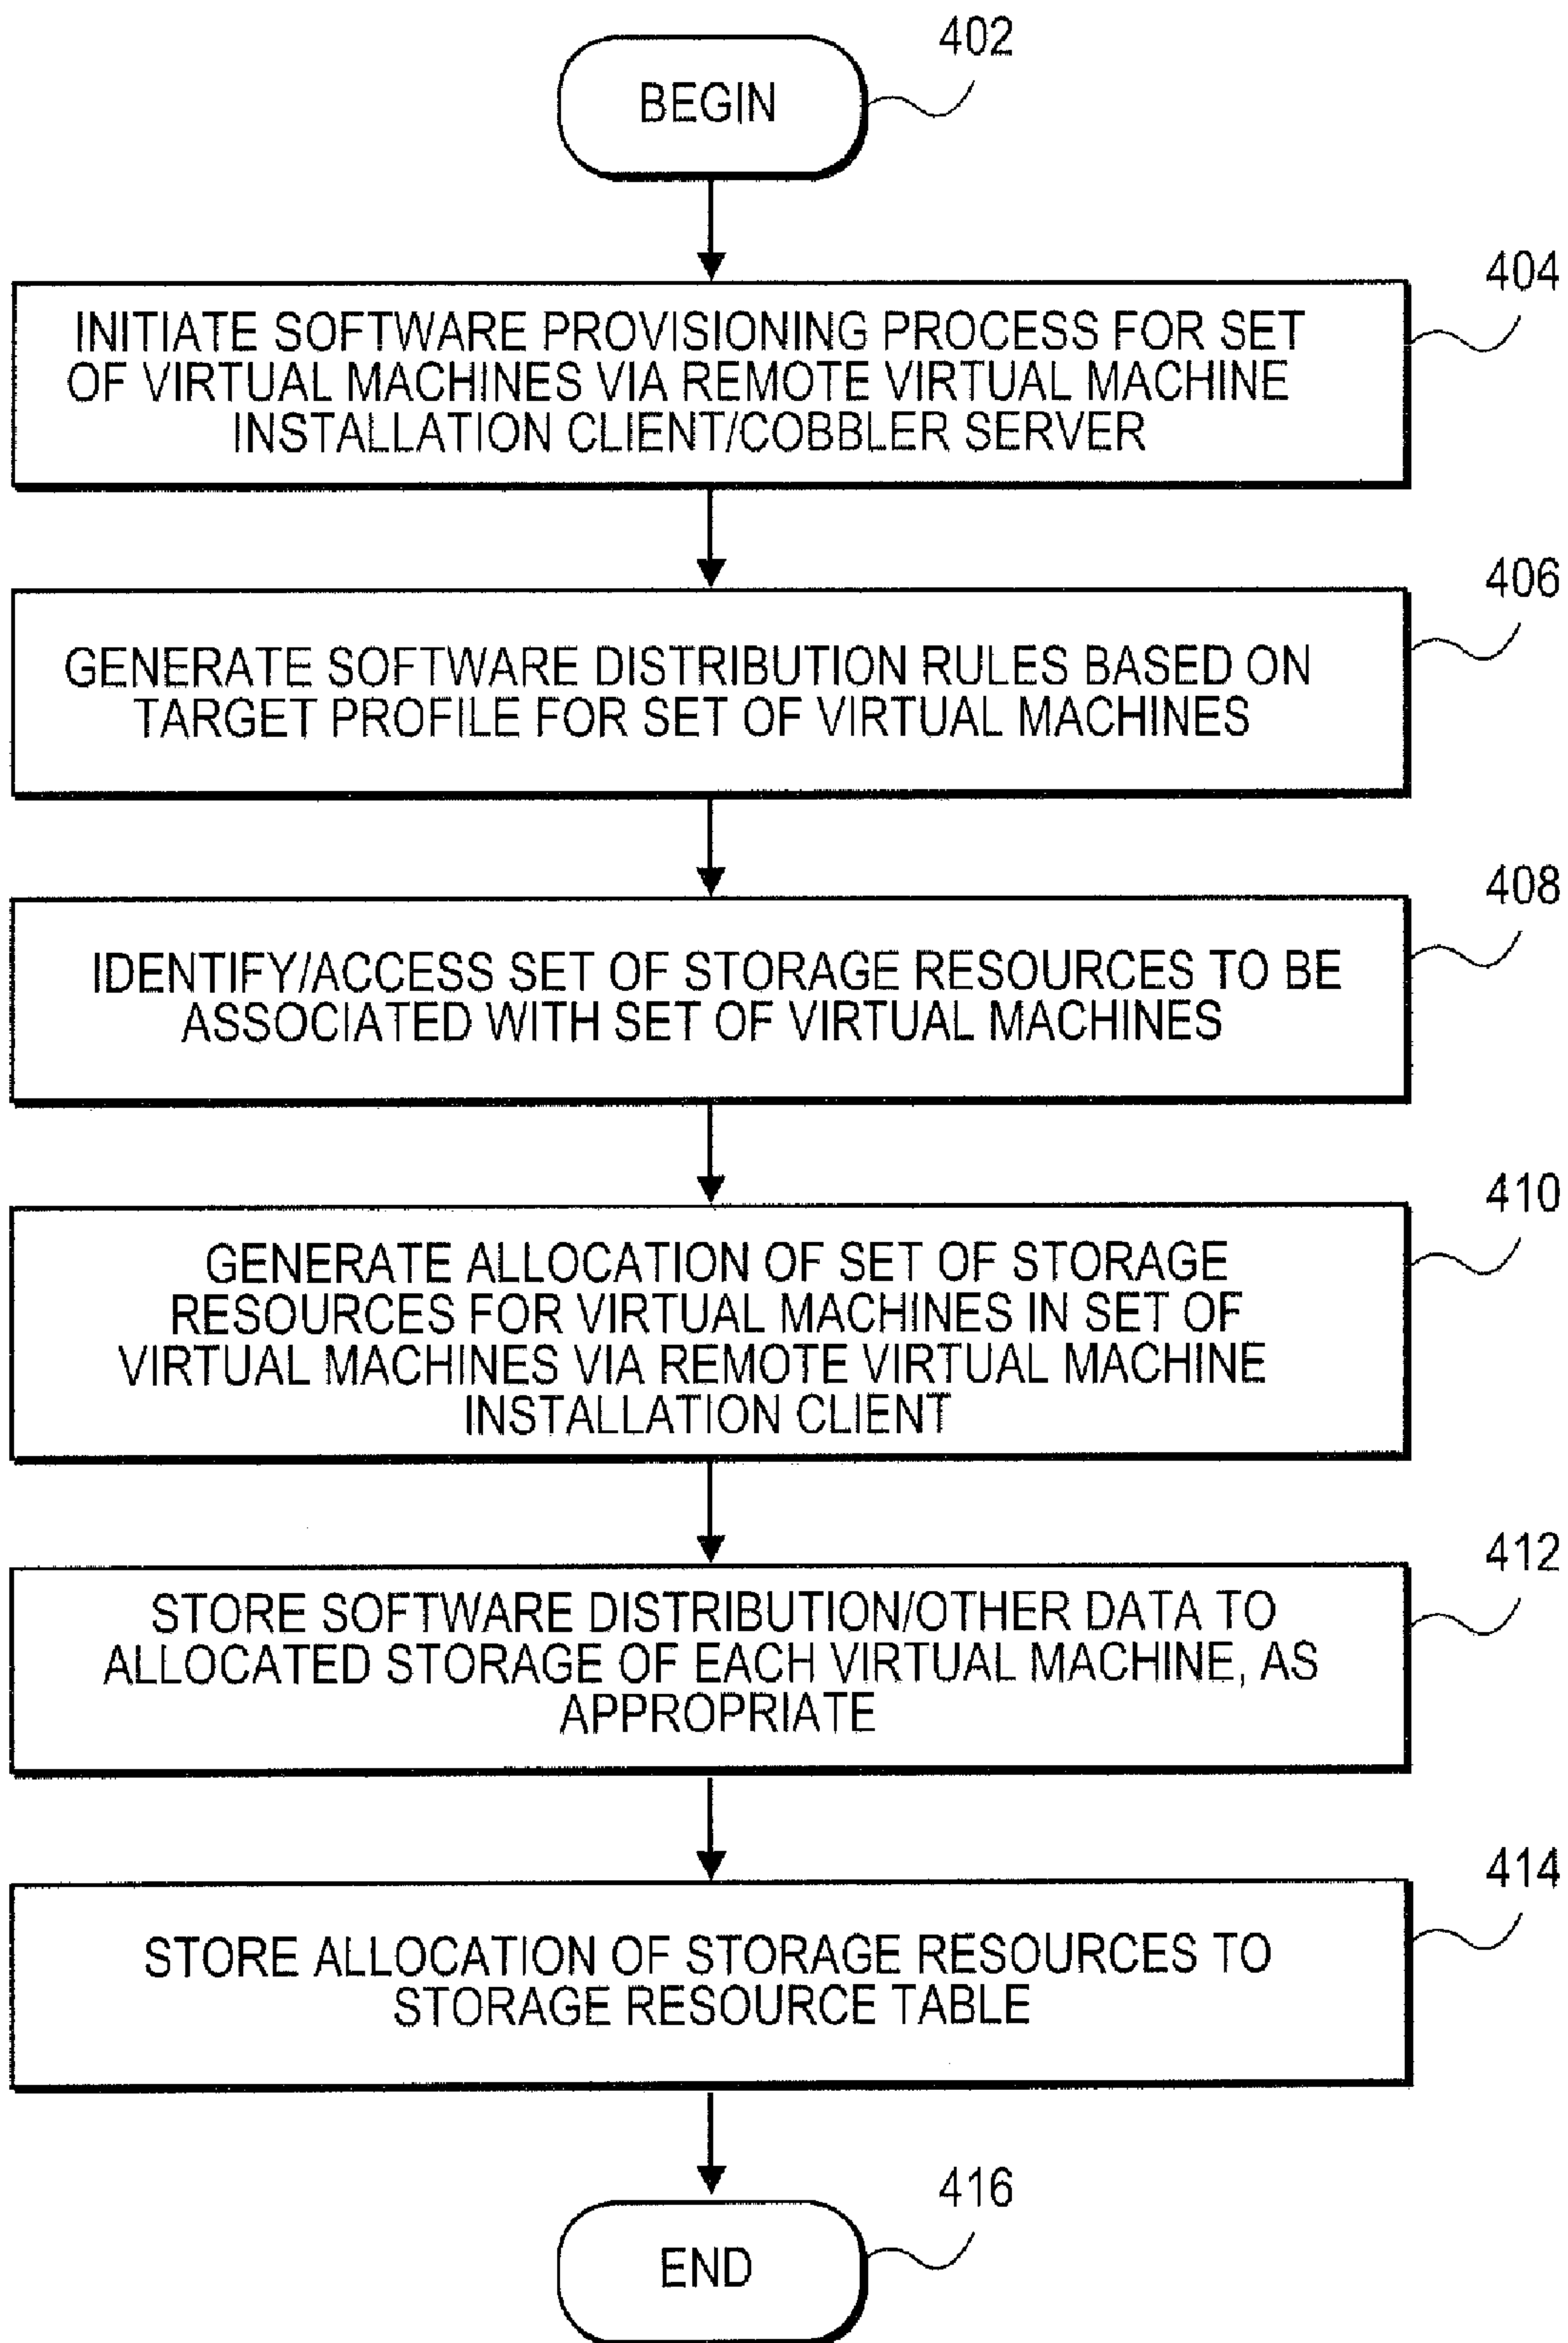 402
BEGIN
404
INITIATE SOFTWARE PROVISIONING PROCESS FOR SET
OF VIRTUAL MACHINES VIA REMOTE VIRTUAL MACHINE
INSTALLATION CLIENT/COBBLER SERVER
406
GENERATE SOFTWARE DISTRIBUTION RULES BASED ON
TARGET PROFILE FOR SET OF VIRTUAL MACHINES
408
IDENTIFY/ACCESS SET OF STORAGE RESOURCES TO BE
ASSOCIATED WITH SET OF VIRTUAL MACHINES
410
GENERATE ALLOCATION OF SET OF STORAGE
RESOURCES FOR VIRTUAL MACHINES IN SET OF
VIRTUAL MACHINES VIA REMOTE VIRTUAL MACHINE
INSTALLATION CLIENT
412
STORE SOFTWARE DISTRIBUTION/OTHER DATA TO
ALLOCATED STORAGE OF EACH VIRTUAL MACHINE, AS
APPROPRIATE
414
STORE ALLOCATION OF STORAGE RESOURCES TO
STORAGE RESOURCE TABLE
416
END